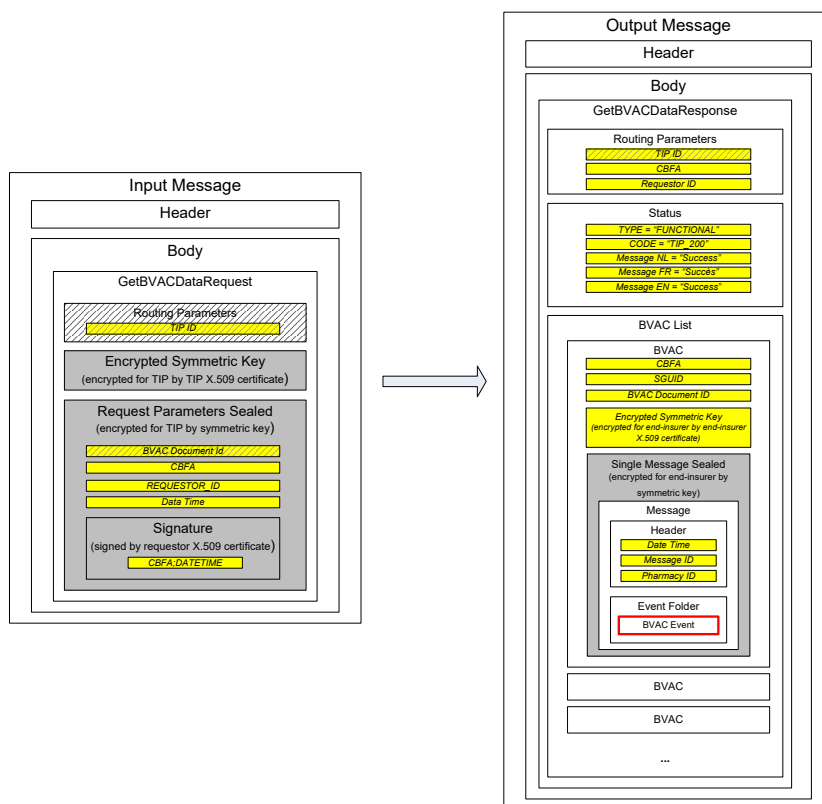 Input Message
Header
Body
GetBVACDataRequest
Routing Parameters
TIP ID
Encrypted Symmetric Key
(encrypted for TIP by TIP X.509 certificate)
Request Parameters Sealed
(encrypted for TIP by symmetric key)
BVAC Document Id
CBFA
REQUESTOR_ID
Data Time
Signature
(signed by requestor X.509 certificate)
CBFA;DATETIME
Output Message
Header
Body
GetBVACDataResponse
Routing Parameters
TIP ID
CBFA
Requestor ID
Status
TYPE = “FUNCTIONAL”
CODE = “TIP_200”
Message NL = “Success”
Message FR = “Succès”
Message EN = “Success”
BVAC List
BVAC
CBFA
SGUID
BVAC Document ID
Encrypted Symmetric Key
(encrypted for end-insurer by end-insurer
X.509 certificate)
Single Message Sealed
(encrypted for end-insurer by
symmetric key)
Message
Header
Date Time
Message ID
Pharmacy ID
Event Folder
BVAC Event
BVAC
BVAC
...